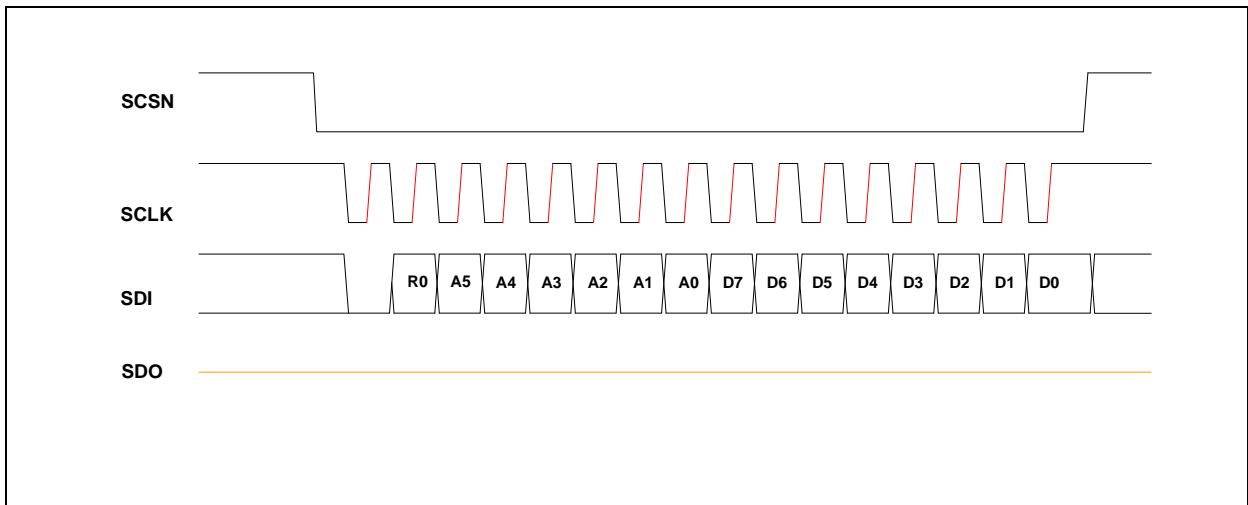 SCSN
SCLK
SDI R0 A5 A4 A3 A2 A1 A0 D7 D6 D5 D4 D3 D2 D1 D0
SDO